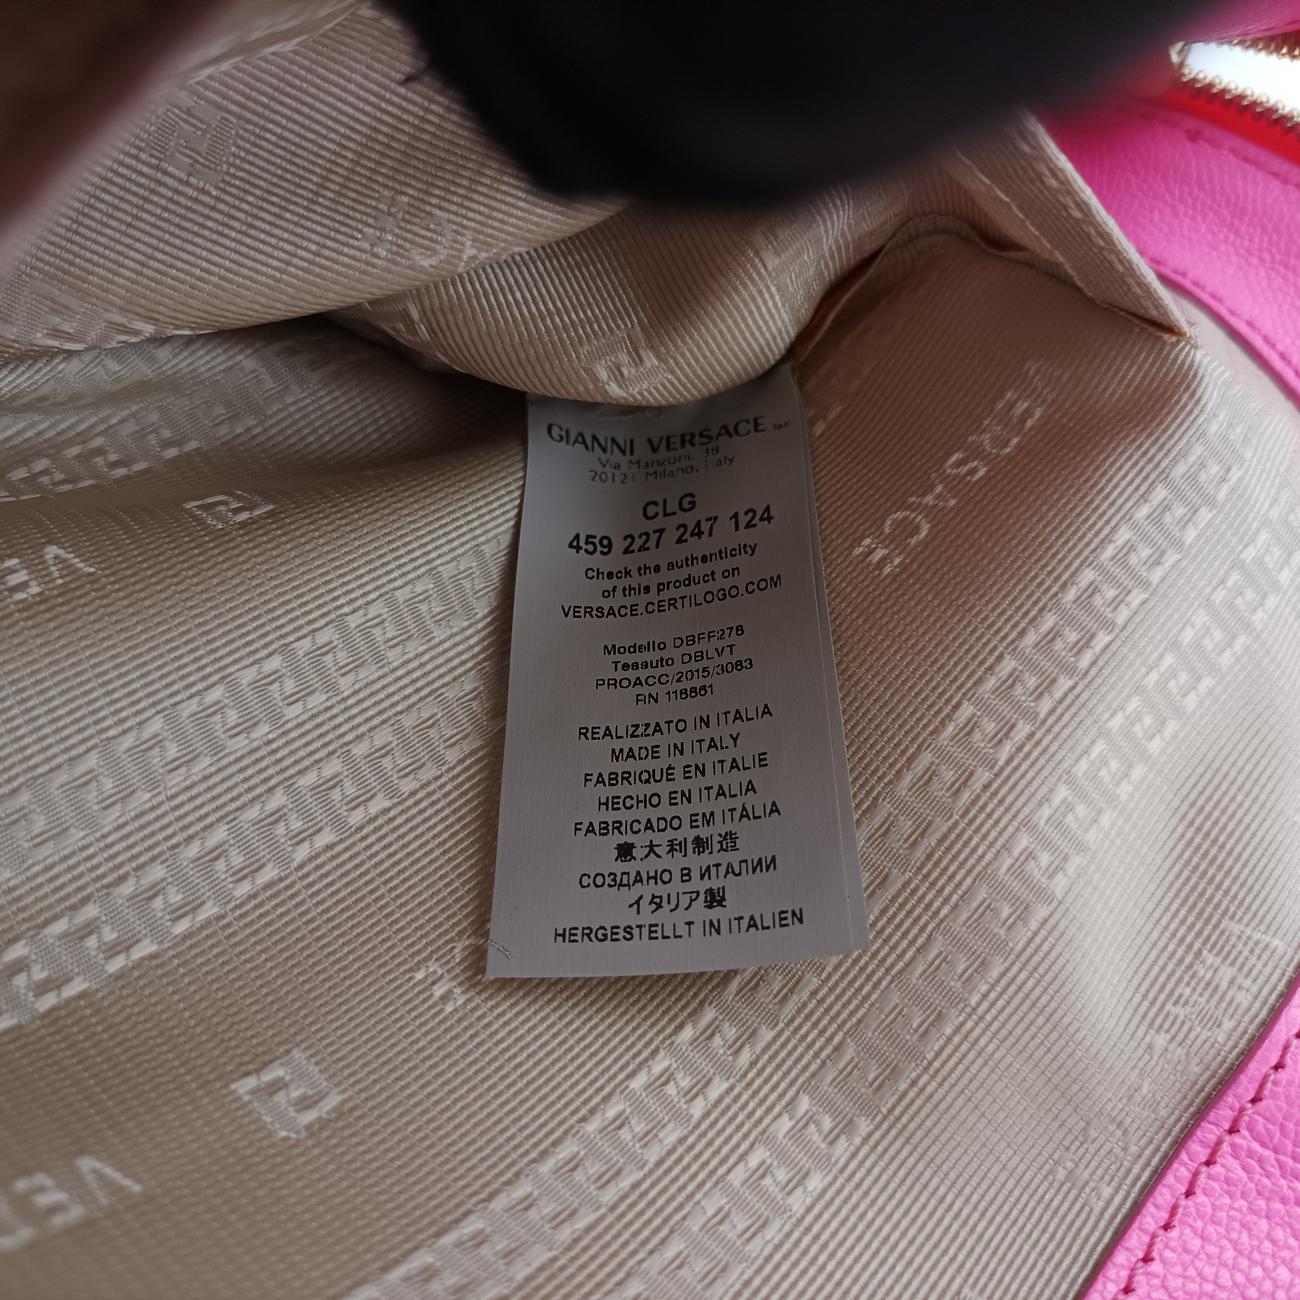 GIANNI VERSACE SpA
Via Manzoni, 38
20121 Milano, Italy
CLG
459 227 247 124
Check the authenticity
of this product on
VERSACE.CERTILOGO.COM
Modello DBFF278
Tessuto DBLVT
PROACC/2015/3083
FIN 118861
REALIZZATO IN ITALIA
MADE IN ITALY
FABRIQUÉ EN ITALIE
HECHO EN ITALIA
FABRICADO EM ITÁLIA
意大利制造
СОЗДАНО В ИТАЛИИ
イタリア製
HERGESTELLT IN ITALIEN
VERSACE